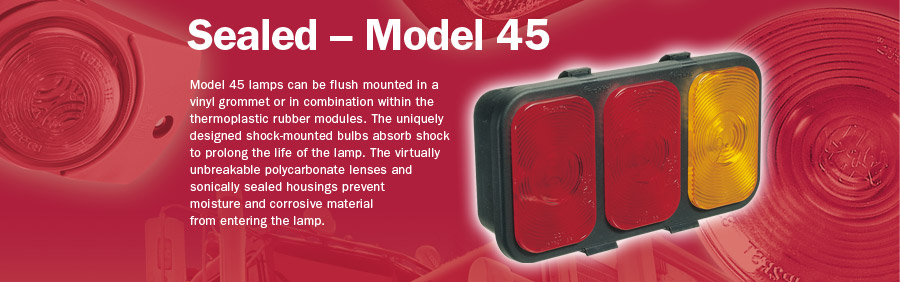 Sealed – Model 45
Model 45 lamps can be flush mounted in a
vinyl grommet or in combination within the
thermoplastic rubber modules. The uniquely
designed shock-mounted bulbs absorb shock
to prolong the life of the lamp. The virtually
unbreakable polycarbonate lenses and
sonically sealed housings prevent
moisture and corrosive material
from entering the lamp.